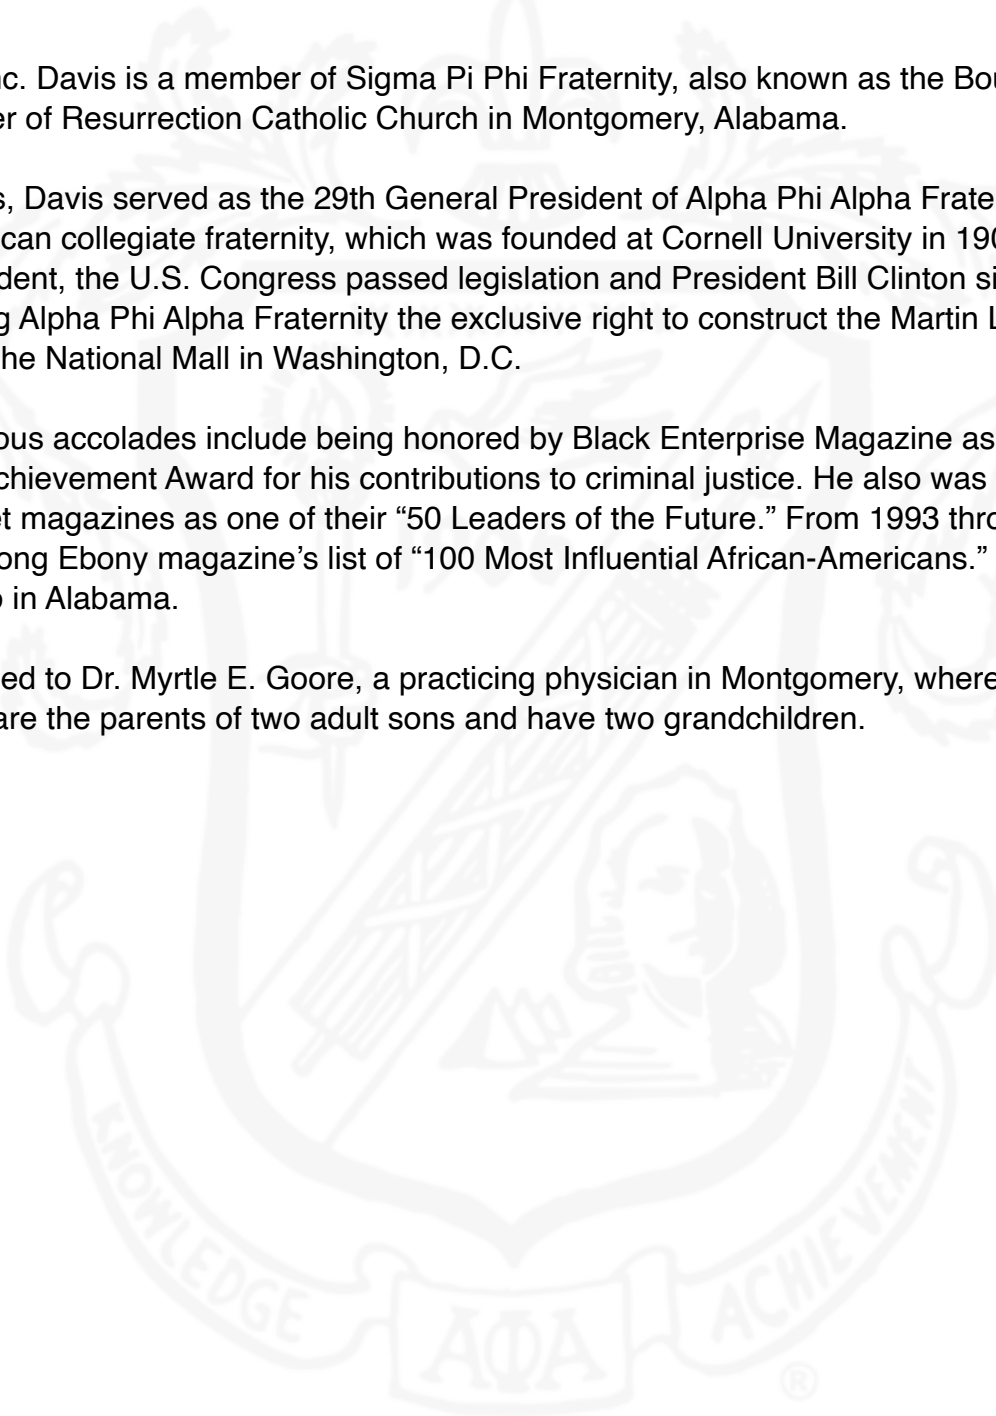 nc. Davis is a member of Sigma Pi Phi Fraternity, also known as the Bou
er of Resurrection Catholic Church in Montgomery, Alabama.
s, Davis served as the 29th General President of Alpha Phi Alpha Frate
can collegiate fraternity, which was founded at Cornell University in 190
dent, the U.S. Congress passed legislation and President Bill Clinton si
g Alpha Phi Alpha Fraternity the exclusive right to construct the Martin L
he National Mall in Washington, D.C.
ous accolades include being honored by Black Enterprise Magazine as
chievement Award for his contributions to criminal justice. He also was
et magazines as one of their “50 Leaders of the Future.” From 1993 thro
ong Ebony magazine’s list of “100 Most Influential African-Americans.”
o in Alabama.
ed to Dr. Myrtle E. Goore, a practicing physician in Montgomery, where
are the parents of two adult sons and have two grandchildren.
KNOWLEDGE
ΑΦΑ
ACHIEVEMENT
®